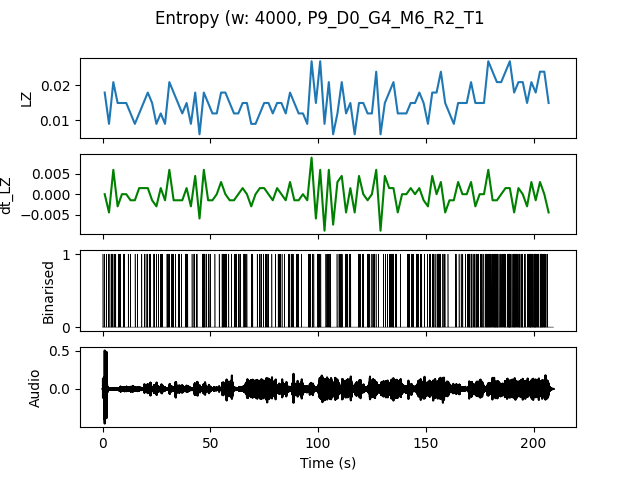 Entropy (w: 4000, P9_D0_G4_M6_R2_T1
LZ
0.02
0.01
dt_LZ
0.005
0.000
−0.005
Binarised
1
0
Audio
0.5
0.0
0 50 100 150 200
Time (s)